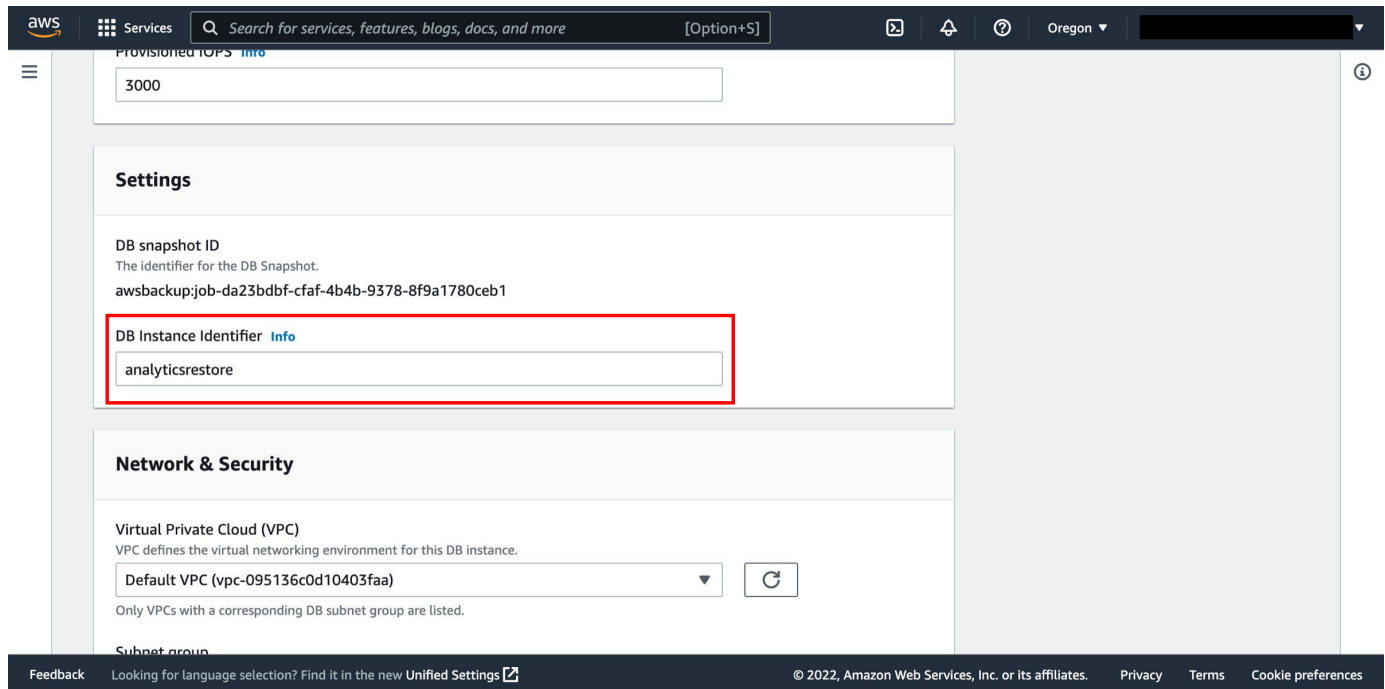 aws Services Search for services, features, blogs, docs, and more [Option+S] Oregon
Provisioned IOPS Info
3000
Settings
DB snapshot ID
The identifier for the DB Snapshot.
awsbackup:job-da23bdbf-cfaf-4b4b-9378-8f9a1780ceb1
DB Instance Identifier Info
analyticsrestore
Network & Security
Virtual Private Cloud (VPC)
VPC defines the virtual networking environment for this DB instance.
Default VPC (vpc-095136c0d10403faa)
Only VPCs with a corresponding DB subnet group are listed.
Subnet group
Feedback Looking for language selection? Find it in the new Unified Settings © 2022, Amazon Web Services, Inc. or its affiliates. Privacy Terms Cookie preferences